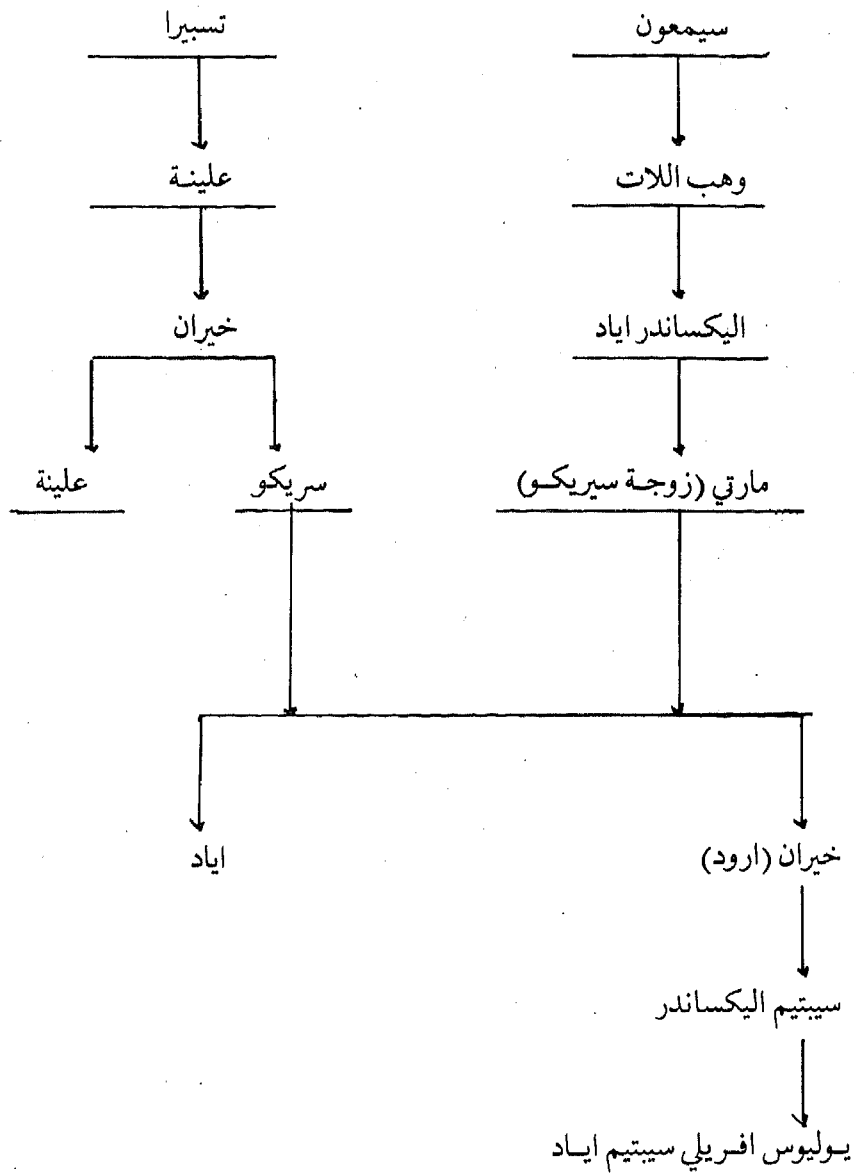 سيمعون
تسبيرا
وهب اللات
علينة
اليكساندر اياد
خيران
مارتي (زوجة سيريكو)
سريكو
علينة
خيران (ارود)
اياد
سيبتيم اليكساندر
يوليوس افريلي سيبتيم اياد